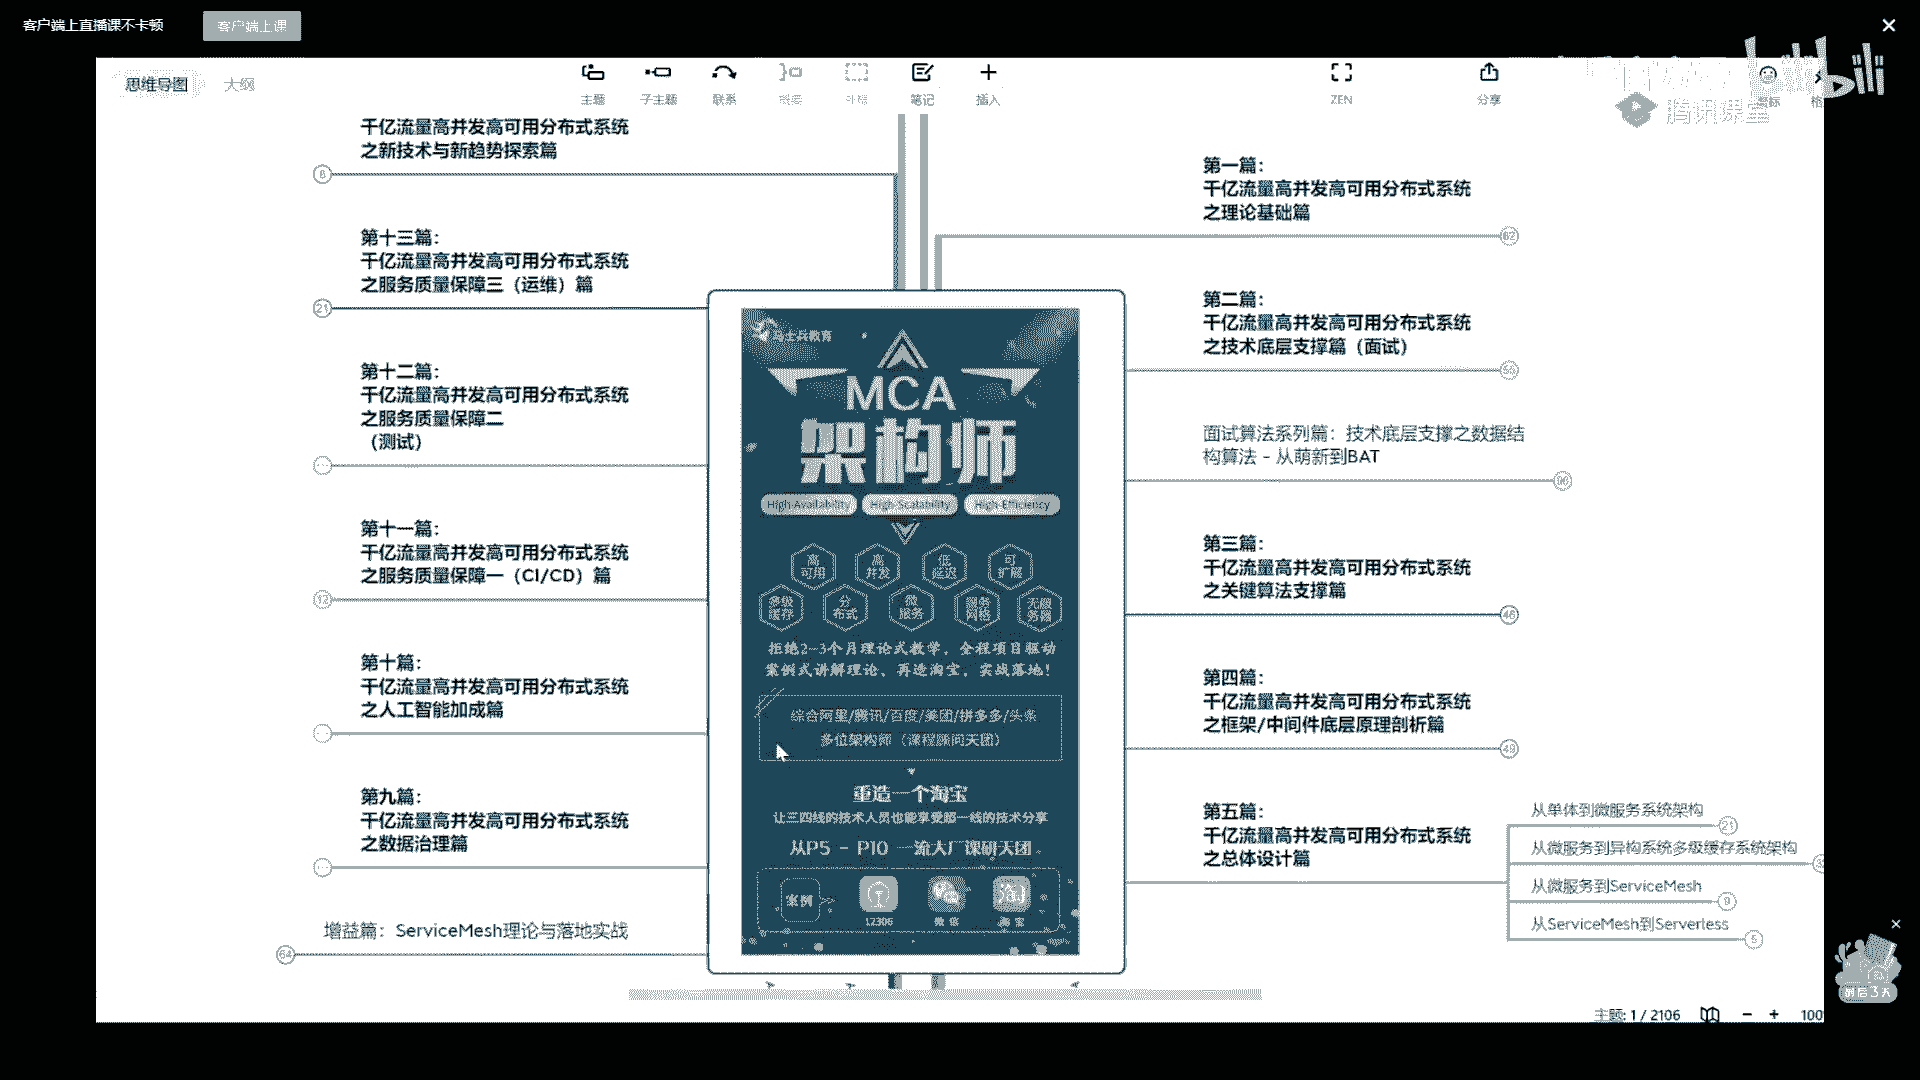 客户端上直播课不卡顿
客户端上课
思维导图
大纲
主题
子主题
联系
概要
外框
笔记
插入
ZEN
分享
bilibili
腾讯课堂
千亿流量高并发高可用分布式系统
之新技术与新趋势探索篇
8
第十三篇:
千亿流量高并发高可用分布式系统
之服务质量保障三（运维）篇
21
第十二篇:
千亿流量高并发高可用分布式系统
之服务质量保障二
（测试）
第十一篇:
千亿流量高并发高可用分布式系统
之服务质量保障一（CI/CD）篇
12
第十篇:
千亿流量高并发高可用分布式系统
之人工智能加成篇
第九篇:
千亿流量高并发高可用分布式系统
之数据治理篇
增益篇：ServiceMesh理论与落地实战
64
马士兵教育
MCA
架构师
High-Availability High-Scalability High-Efficiency
高可用
高并发
低延迟
可扩展
多级缓存
分布式
微服务
服务网格
无服务器
拒绝2-3个月理论式教学，全程项目驱动
案例式讲解理论、再造淘宝，实战落地！
综合阿里/腾讯/百度/美团/拼多多/头条
多位架构师（课程顾问天团）
重造一个淘宝
让三四线的技术人员也能享受超一线的技术分享
从P5 - P10 一流大厂课研天团
案例
12306
微信
淘宝
第一篇:
千亿流量高并发高可用分布式系统
之理论基础篇
62
第二篇:
千亿流量高并发高可用分布式系统
之技术底层支撑篇（面试）
面试算法系列篇：技术底层支撑之数据结
构算法 - 从萌新到BAT
第三篇:
千亿流量高并发高可用分布式系统
之关键算法支撑篇
46
第四篇:
千亿流量高并发高可用分布式系统
之框架/中间件底层原理剖析篇
49
第五篇:
千亿流量高并发高可用分布式系统
之总体设计篇
从单体到微服务系统架构
21
从微服务到异构系统多级缓存系统架构
从微服务到ServiceMesh
9
从ServiceMesh到Serverless
5
最后3天
主题: 1 / 2106
100